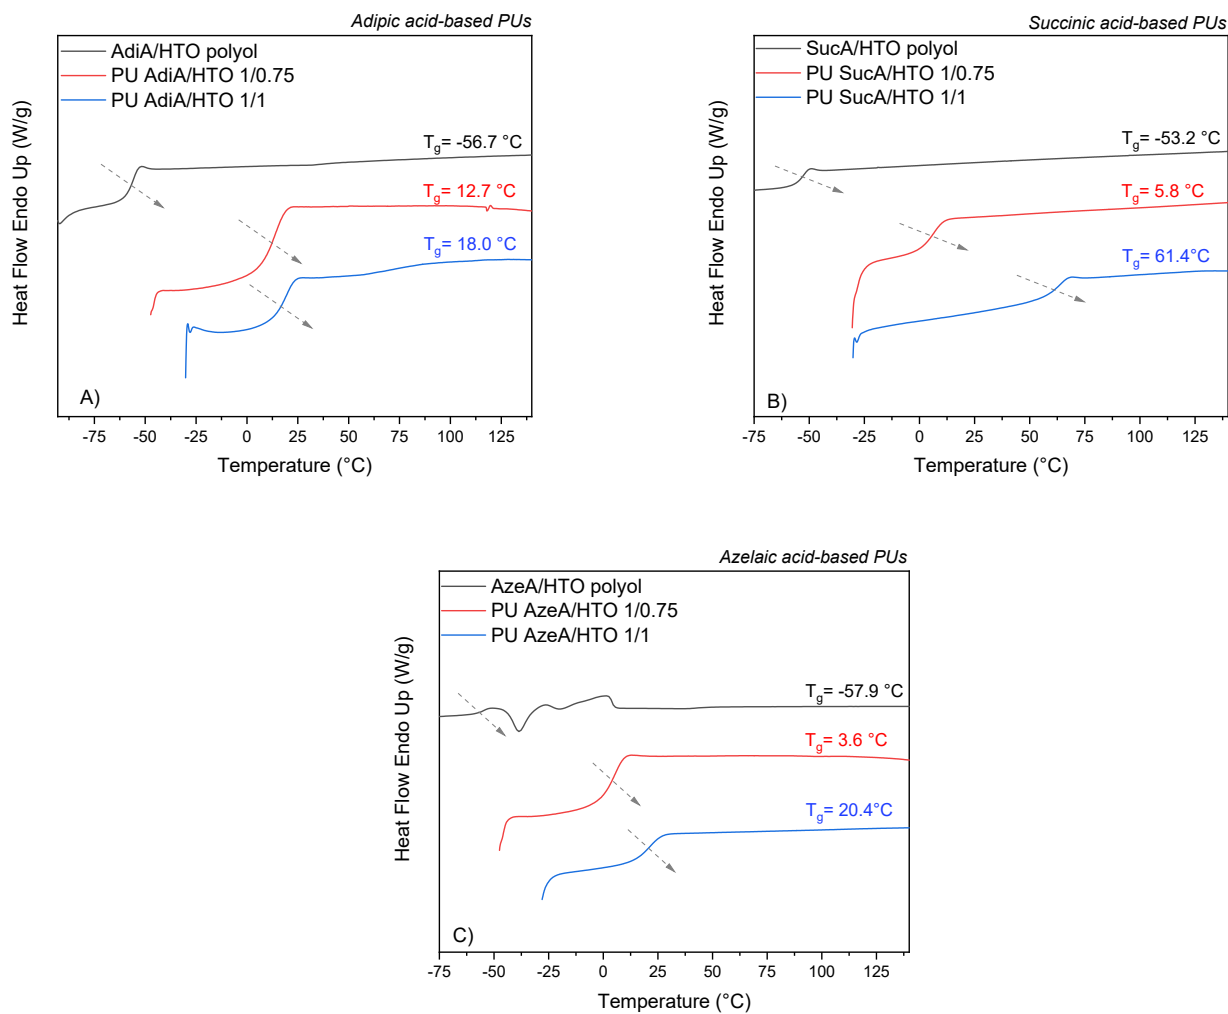 Adipic acid-based PUs
AdiA/HTO polyol
PU AdiA/HTO 1/0.75
PU AdiA/HTO 1/1
Heat Flow Endo Up (W/g)
Tg= -56.7 °C
Tg= 12.7 °C
Tg= 18.0 °C
A)
-75 -50 -25 0 25 50 75 100 125
Temperature (°C)
Succinic acid-based PUs
SucA/HTO polyol
PU SucA/HTO 1/0.75
PU SucA/HTO 1/1
Heat Flow Endo Up (W/g)
Tg= -53.2 °C
Tg= 5.8 °C
Tg= 61.4°C
B)
-75 -50 -25 0 25 50 75 100 125
Temperature (°C)
Azelaic acid-based PUs
AzeA/HTO polyol
PU AzeA/HTO 1/0.75
PU AzeA/HTO 1/1
Heat Flow Endo Up (W/g)
Tg= -57.9 °C
Tg= 3.6 °C
Tg= 20.4°C
C)
-75 -50 -25 0 25 50 75 100 125
Temperature (°C)